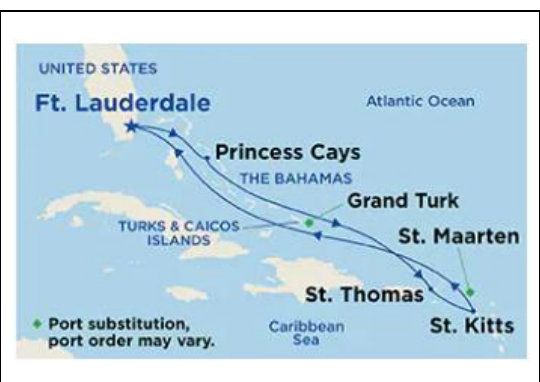 UNITED STATES
Ft. Lauderdale
Atlantic Ocean
Princess Cays
THE BAHAMAS
Grand Turk
TURKS & CAICOS
ISLANDS
St. Maarten
St. Thomas
St. Kitts
Caribbean
Sea
Port substitution,
port order may vary.